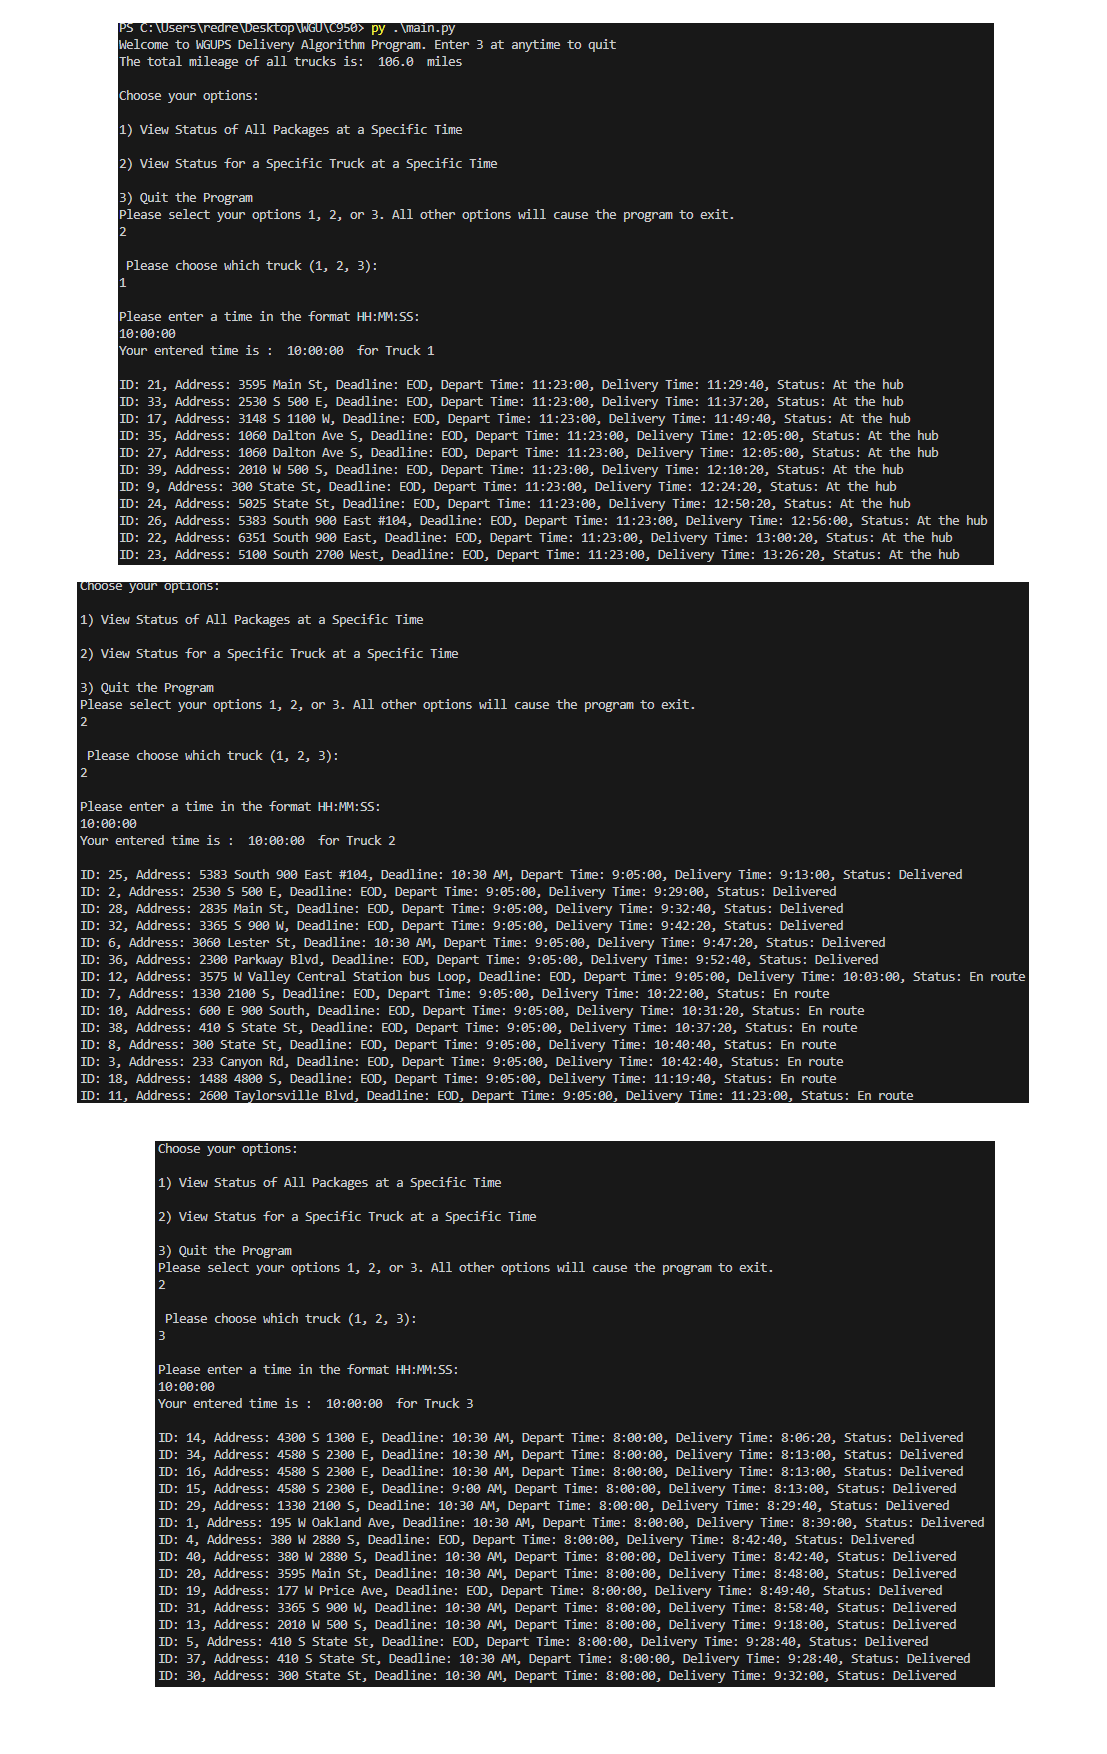 PS C:\Users\redre\Desktop\WGU\C950> py .\main.py
Welcome to WGUPS Delivery Algorithm Program. Enter 3 at anytime to quit
The total mileage of all trucks is:  106.0  miles
Choose your options:
1) View Status of All Packages at a Specific Time
2) View Status for a Specific Truck at a Specific Time
3) Quit the Program
Please select your options 1, 2, or 3. All other options will cause the program to exit.
2
Please choose which truck (1, 2, 3):
1
Please enter a time in the format HH:MM:SS:
10:00:00
Your entered time is :  10:00:00  for Truck 1
ID: 21, Address: 3595 Main St, Deadline: EOD, Depart Time: 11:23:00, Delivery Time: 11:29:40, Status: At the hub
ID: 33, Address: 2530 S 500 E, Deadline: EOD, Depart Time: 11:23:00, Delivery Time: 11:37:20, Status: At the hub
ID: 17, Address: 3148 S 1100 W, Deadline: EOD, Depart Time: 11:23:00, Delivery Time: 11:49:40, Status: At the hub
ID: 35, Address: 1060 Dalton Ave S, Deadline: EOD, Depart Time: 11:23:00, Delivery Time: 12:05:00, Status: At the hub
ID: 27, Address: 1060 Dalton Ave S, Deadline: EOD, Depart Time: 11:23:00, Delivery Time: 12:05:00, Status: At the hub
ID: 39, Address: 2010 W 500 S, Deadline: EOD, Depart Time: 11:23:00, Delivery Time: 12:10:20, Status: At the hub
ID: 9, Address: 300 State St, Deadline: EOD, Depart Time: 11:23:00, Delivery Time: 12:24:20, Status: At the hub
ID: 24, Address: 5025 State St, Deadline: EOD, Depart Time: 11:23:00, Delivery Time: 12:50:20, Status: At the hub
ID: 26, Address: 5383 South 900 East #104, Deadline: EOD, Depart Time: 11:23:00, Delivery Time: 12:56:00, Status: At the hub
ID: 22, Address: 6351 South 900 East, Deadline: EOD, Depart Time: 11:23:00, Delivery Time: 13:00:20, Status: At the hub
ID: 23, Address: 5100 South 2700 West, Deadline: EOD, Depart Time: 11:23:00, Delivery Time: 13:26:20, Status: At the hub
Choose your options:
1) View Status of All Packages at a Specific Time
2) View Status for a Specific Truck at a Specific Time
3) Quit the Program
Please select your options 1, 2, or 3. All other options will cause the program to exit.
2
Please choose which truck (1, 2, 3):
2
Please enter a time in the format HH:MM:SS:
10:00:00
Your entered time is :  10:00:00  for Truck 2
ID: 25, Address: 5383 South 900 East #104, Deadline: 10:30 AM, Depart Time: 9:05:00, Delivery Time: 9:13:00, Status: Delivered
ID: 2, Address: 2530 S 500 E, Deadline: EOD, Depart Time: 9:05:00, Delivery Time: 9:29:00, Status: Delivered
ID: 28, Address: 2835 Main St, Deadline: EOD, Depart Time: 9:05:00, Delivery Time: 9:32:40, Status: Delivered
ID: 32, Address: 3365 S 900 W, Deadline: EOD, Depart Time: 9:05:00, Delivery Time: 9:42:20, Status: Delivered
ID: 6, Address: 3060 Lester St, Deadline: 10:30 AM, Depart Time: 9:05:00, Delivery Time: 9:47:20, Status: Delivered
ID: 36, Address: 2300 Parkway Blvd, Deadline: EOD, Depart Time: 9:05:00, Delivery Time: 9:52:40, Status: Delivered
ID: 12, Address: 3575 W Valley Central Station bus Loop, Deadline: EOD, Depart Time: 9:05:00, Delivery Time: 10:03:00, Status: En route
ID: 7, Address: 1330 2100 S, Deadline: EOD, Depart Time: 9:05:00, Delivery Time: 10:22:00, Status: En route
ID: 10, Address: 600 E 900 South, Deadline: EOD, Depart Time: 9:05:00, Delivery Time: 10:31:20, Status: En route
ID: 38, Address: 410 S State St, Deadline: EOD, Depart Time: 9:05:00, Delivery Time: 10:37:20, Status: En route
ID: 8, Address: 300 State St, Deadline: EOD, Depart Time: 9:05:00, Delivery Time: 10:40:40, Status: En route
ID: 3, Address: 233 Canyon Rd, Deadline: EOD, Depart Time: 9:05:00, Delivery Time: 10:42:40, Status: En route
ID: 18, Address: 1488 4800 S, Deadline: EOD, Depart Time: 9:05:00, Delivery Time: 11:19:40, Status: En route
ID: 11, Address: 2600 Taylorsville Blvd, Deadline: EOD, Depart Time: 9:05:00, Delivery Time: 11:23:00, Status: En route
Choose your options:
1) View Status of All Packages at a Specific Time
2) View Status for a Specific Truck at a Specific Time
3) Quit the Program
Please select your options 1, 2, or 3. All other options will cause the program to exit.
2
Please choose which truck (1, 2, 3):
3
Please enter a time in the format HH:MM:SS:
10:00:00
Your entered time is :  10:00:00  for Truck 3
ID: 14, Address: 4300 S 1300 E, Deadline: 10:30 AM, Depart Time: 8:00:00, Delivery Time: 8:06:20, Status: Delivered
ID: 34, Address: 4580 S 2300 E, Deadline: 10:30 AM, Depart Time: 8:00:00, Delivery Time: 8:13:00, Status: Delivered
ID: 16, Address: 4580 S 2300 E, Deadline: 10:30 AM, Depart Time: 8:00:00, Delivery Time: 8:13:00, Status: Delivered
ID: 15, Address: 4580 S 2300 E, Deadline: 9:00 AM, Depart Time: 8:00:00, Delivery Time: 8:13:00, Status: Delivered
ID: 29, Address: 1330 2100 S, Deadline: 10:30 AM, Depart Time: 8:00:00, Delivery Time: 8:29:40, Status: Delivered
ID: 1, Address: 195 W Oakland Ave, Deadline: 10:30 AM, Depart Time: 8:00:00, Delivery Time: 8:39:00, Status: Delivered
ID: 4, Address: 380 W 2880 S, Deadline: EOD, Depart Time: 8:00:00, Delivery Time: 8:42:40, Status: Delivered
ID: 40, Address: 380 W 2880 S, Deadline: 10:30 AM, Depart Time: 8:00:00, Delivery Time: 8:42:40, Status: Delivered
ID: 20, Address: 3595 Main St, Deadline: 10:30 AM, Depart Time: 8:00:00, Delivery Time: 8:48:00, Status: Delivered
ID: 19, Address: 177 W Price Ave, Deadline: EOD, Depart Time: 8:00:00, Delivery Time: 8:49:40, Status: Delivered
ID: 31, Address: 3365 S 900 W, Deadline: 10:30 AM, Depart Time: 8:00:00, Delivery Time: 8:58:40, Status: Delivered
ID: 13, Address: 2010 W 500 S, Deadline: 10:30 AM, Depart Time: 8:00:00, Delivery Time: 9:18:00, Status: Delivered
ID: 5, Address: 410 S State St, Deadline: EOD, Depart Time: 8:00:00, Delivery Time: 9:28:40, Status: Delivered
ID: 37, Address: 410 S State St, Deadline: 10:30 AM, Depart Time: 8:00:00, Delivery Time: 9:28:40, Status: Delivered
ID: 30, Address: 300 State St, Deadline: 10:30 AM, Depart Time: 8:00:00, Delivery Time: 9:32:00, Status: Delivered